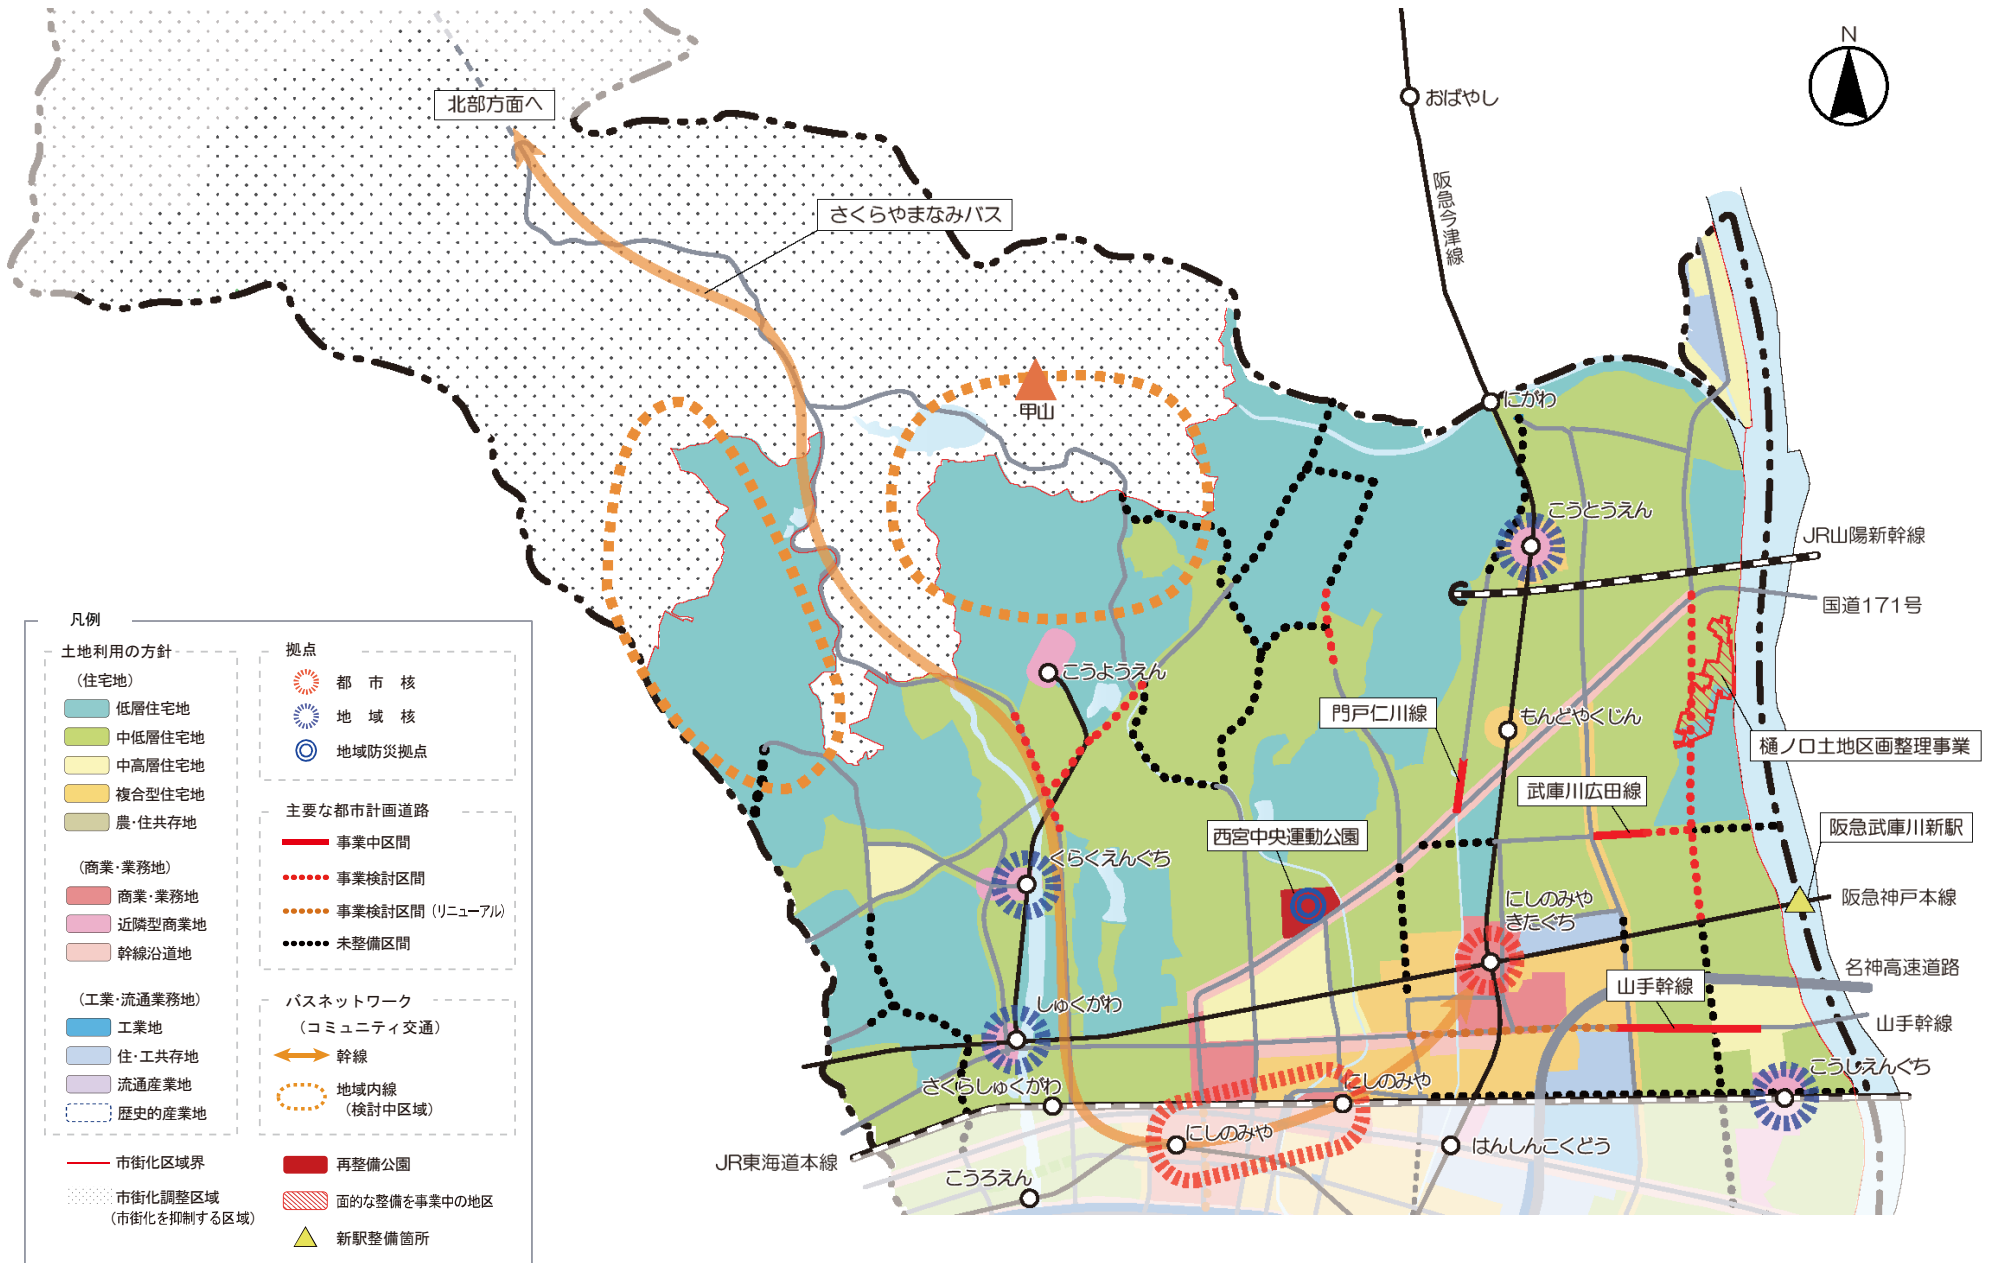 N
北部方面へ
おばやし
阪急今津線
さくらやまなみバス
甲山
にがわ
こうとうえん
JR山陽新幹線
国道171号
こうようえん
門戸仁川線
もんどやくじん
樋ノ口土地区画整理事業
武庫川広田線
阪急武庫川新駅
西宮中央運動公園
くらくえんぐち
にしのみや
きたぐち
阪急神戸本線
名神高速道路
山手幹線
山手幹線
しゅくがわ
さくらしゅくがわ
にしのみや
こうしえんぐち
にしのみや
はんしんこくどう
JR東海道本線
こうろえん
凡例
土地利用の方針
（住宅地）
低層住宅地
中低層住宅地
中高層住宅地
複合型住宅地
農・住共存地
（商業・業務地）
商業・業務地
近隣型商業地
幹線沿道地
（工業・流通業務地）
工業地
住・工共存地
流通産業地
歴史的産業地
市街化区域界
市街化調整区域
（市街化を抑制する区域）
拠点
都市核
地域核
地域防災拠点
主要な都市計画道路
事業中区間
事業検討区間
事業検討区間（リニューアル）
未整備区間
バスネットワーク
（コミュニティ交通）
幹線
地域内線
（検討中区域）
再整備公園
面的な整備を事業中の地区
新駅整備箇所